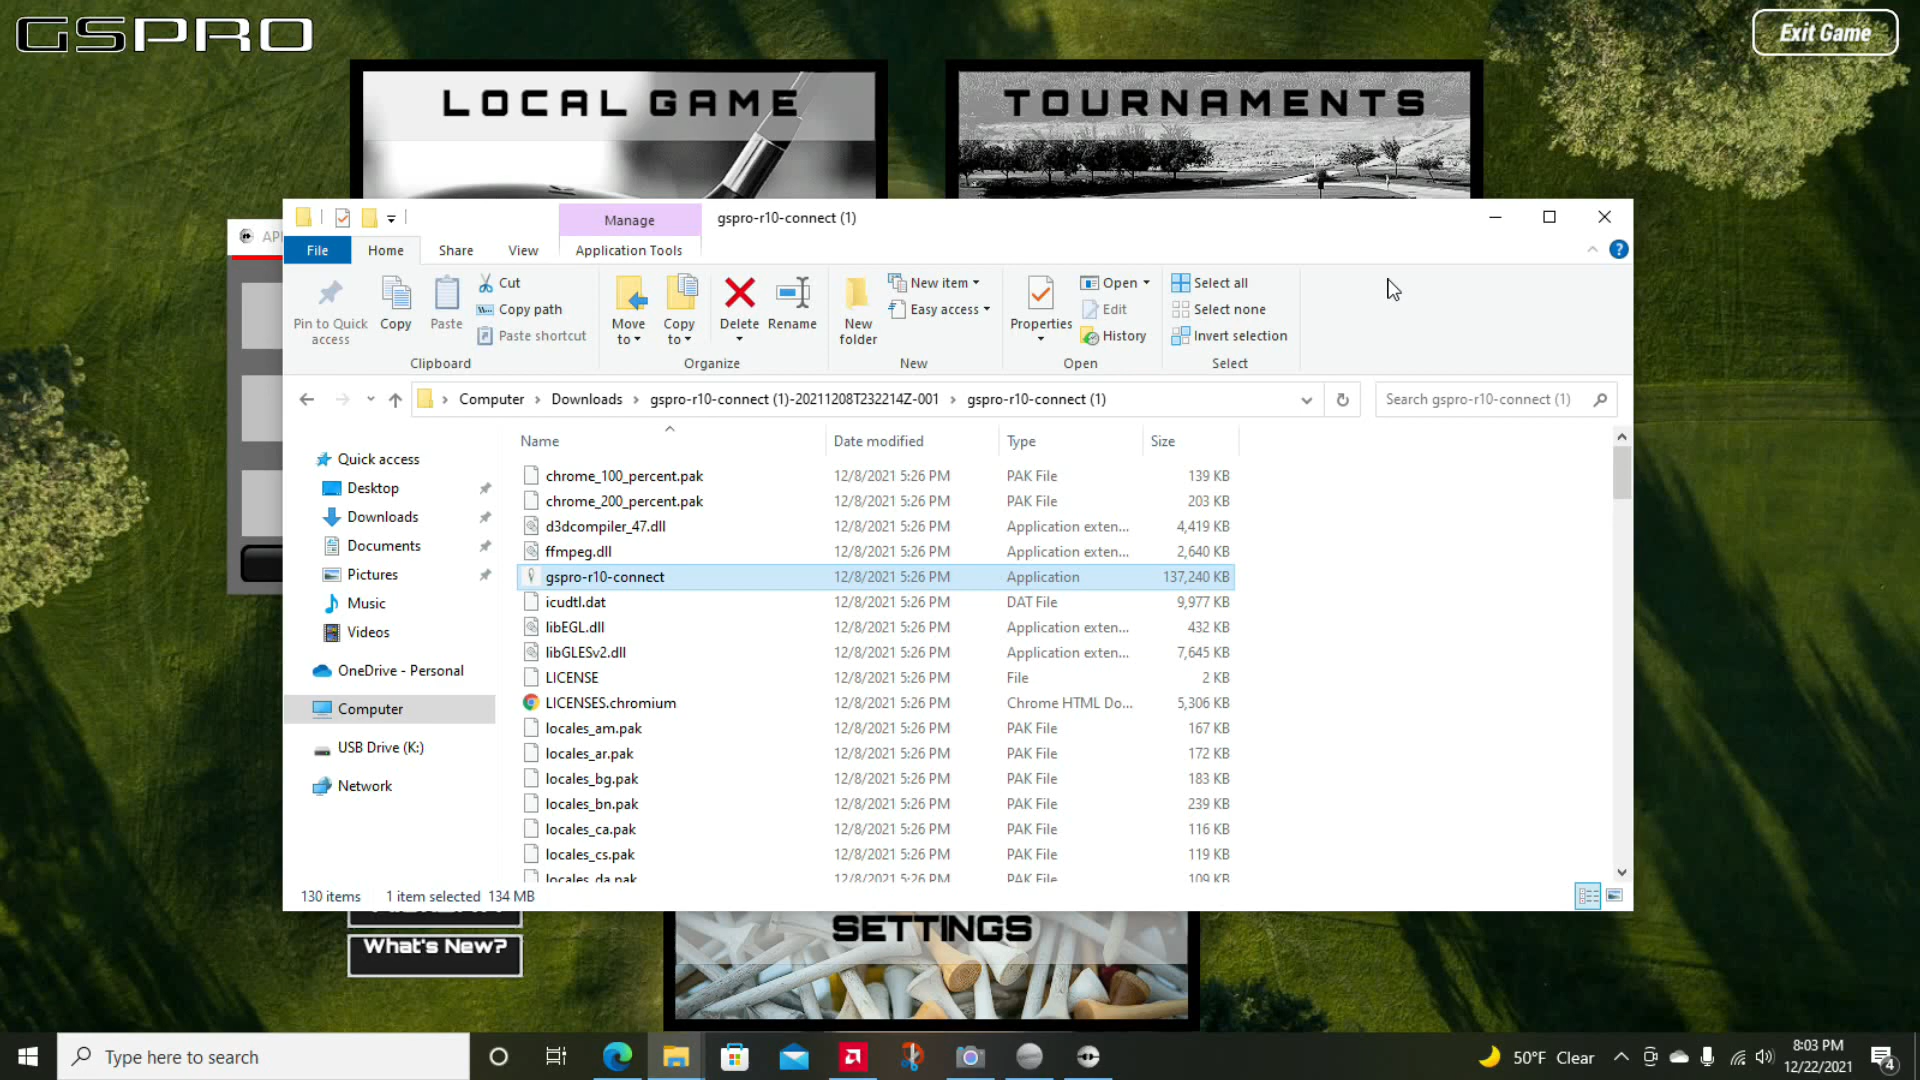 GSPRO
Exit Game
LOCAL GAME
TOURNAMENTS
Manage
gspro-r10-connect (1)
File
Home
Share
View
Application Tools
Pin to Quick access
Copy
Paste
Cut
Copy path
Paste shortcut
Clipboard
Move to
Copy to
Delete
Rename
Organize
New folder
New item
Easy access
New
Properties
Open
Edit
History
Open
Select all
Select none
Invert selection
Select
Computer > Downloads > gspro-r10-connect (1)-20211208T232214Z-001 > gspro-r10-connect (1)
Search gspro-r10-connect (1)
Quick access
Desktop
Downloads
Documents
Pictures
Music
Videos
OneDrive - Personal
Computer
USB Drive (K:)
Network
Name Date modified Type Size
chrome_100_percent.pak 12/8/2021 5:26 PM PAK File 139 KB
chrome_200_percent.pak 12/8/2021 5:26 PM PAK File 203 KB
d3dcompiler_47.dll 12/8/2021 5:26 PM Application exten... 4,419 KB
ffmpeg.dll 12/8/2021 5:26 PM Application exten... 2,640 KB
gspro-r10-connect 12/8/2021 5:26 PM Application 137,240 KB
icudtl.dat 12/8/2021 5:26 PM DAT File 9,977 KB
libEGL.dll 12/8/2021 5:26 PM Application exten... 432 KB
libGLESv2.dll 12/8/2021 5:26 PM Application exten... 7,645 KB
LICENSE 12/8/2021 5:26 PM File 2 KB
LICENSES.chromium 12/8/2021 5:26 PM Chrome HTML Do... 5,306 KB
locales_am.pak 12/8/2021 5:26 PM PAK File 167 KB
locales_ar.pak 12/8/2021 5:26 PM PAK File 172 KB
locales_bg.pak 12/8/2021 5:26 PM PAK File 183 KB
locales_bn.pak 12/8/2021 5:26 PM PAK File 239 KB
locales_ca.pak 12/8/2021 5:26 PM PAK File 116 KB
locales_cs.pak 12/8/2021 5:26 PM PAK File 119 KB
locales_da.pak 12/8/2021 5:26 PM PAK File 109 KB
130 items 1 item selected 134 MB
What's New?
SETTINGS
Type here to search
50°F Clear
8:03 PM
12/22/2021
4